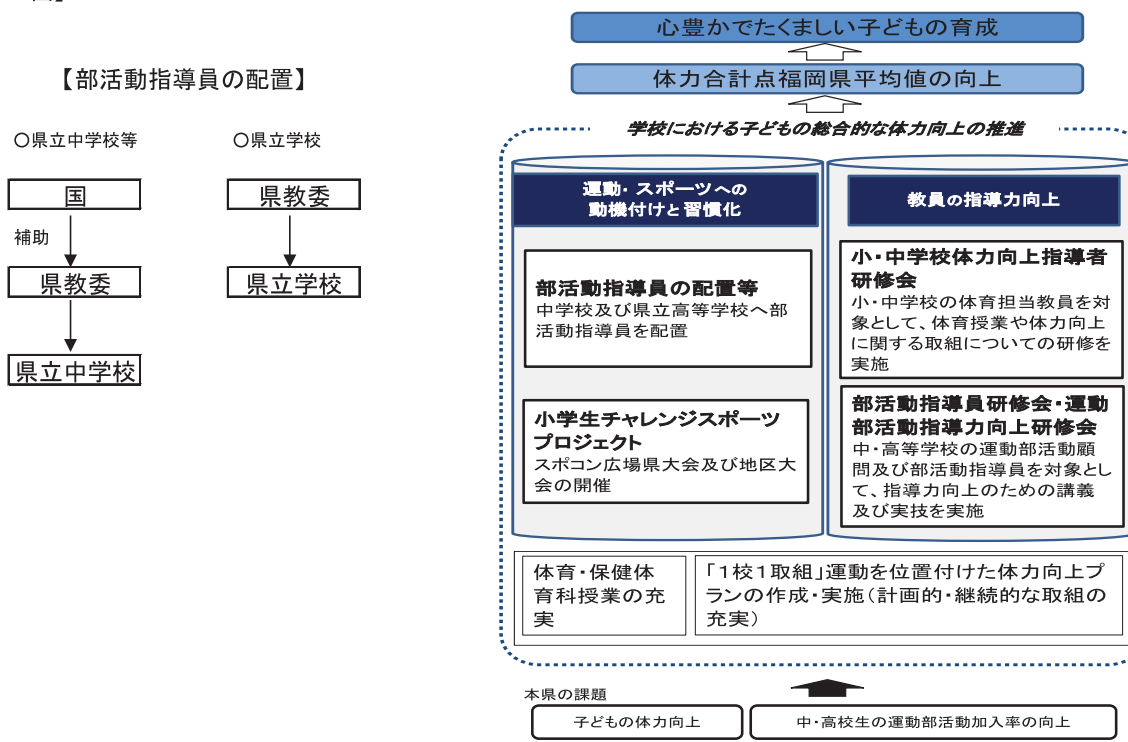 【部活動指導員の配置】
〇県立中学校等
国
補助
県教委
県立中学校
〇県立学校
県教委
県立学校
心豊かでたくましい子どもの育成
体力合計点福岡県平均値の向上
学校における子どもの総合的な体力向上の推進
運動・スポーツへの
動機付けと習慣化
部活動指導員の配置等
中学校及び県立高等学校へ部
活動指導員を配置
小学生チャレンジスポーツ
プロジェクト
スポコン広場県大会及び地区大
会の開催
教員の指導力向上
小・中学校体力向上指導者
研修会
小・中学校の体育担当教員を対
象として、体育授業や体力向上
に関する取組についての研修を
実施
部活動指導員研修会・運動
部活動指導力向上研修会
中・高等学校の運動部活動顧
問及び部活動指導員を対象とし
て、指導力向上のための講義
及び実技を実施
体育・保健体
育科授業の充
実
「１校１取組」運動を位置付けた体力向上プ
ランの作成・実施（計画的・継続的な取組の
充実）
本県の課題
子どもの体力向上
中・高校生の運動部活動加入率の向上